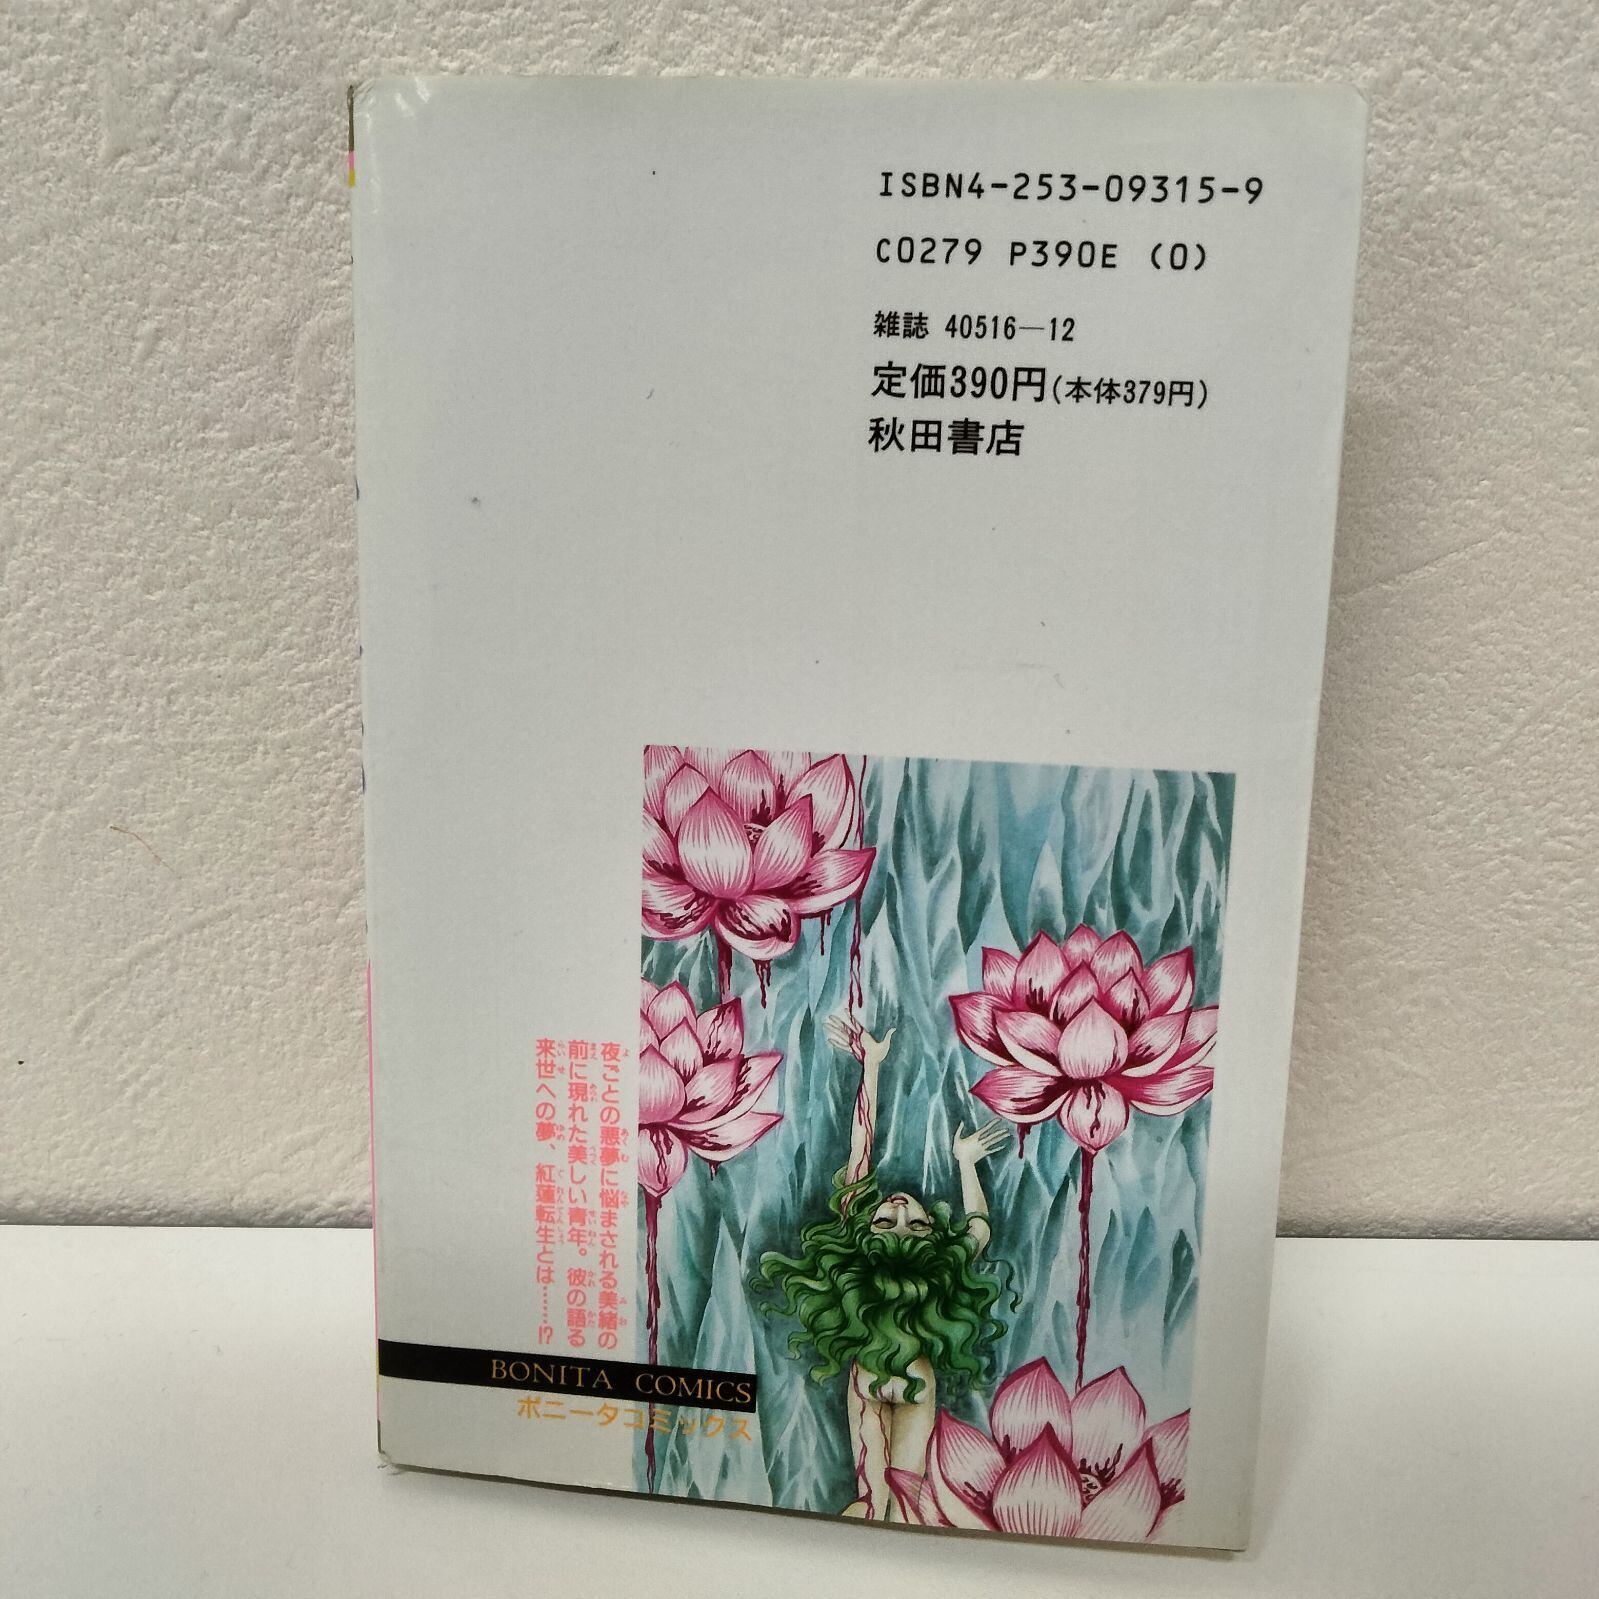 ISBN4-253-09315-9
C0279 P390E (0)
雑誌 40516—12
定価390円(本体379円)
秋田書店
夜ごとの悪夢に悩まされる美緒の
前に現れた美しい青年。彼の語る
来世への夢、紅蓮転生とは……!?
BONITA COMICS
ボニータコミックス